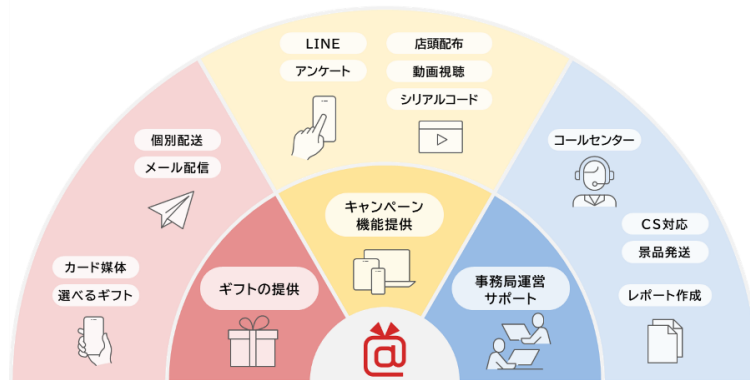 LINE
アンケート
店頭配布
動画視聴
シリアルコード
個別配送
メール配信
カード媒体
選べるギフト
ギフトの提供
キャンペーン
機能提供
事務局運営
サポート
コールセンター
CS対応
景品発送
レポート作成
@